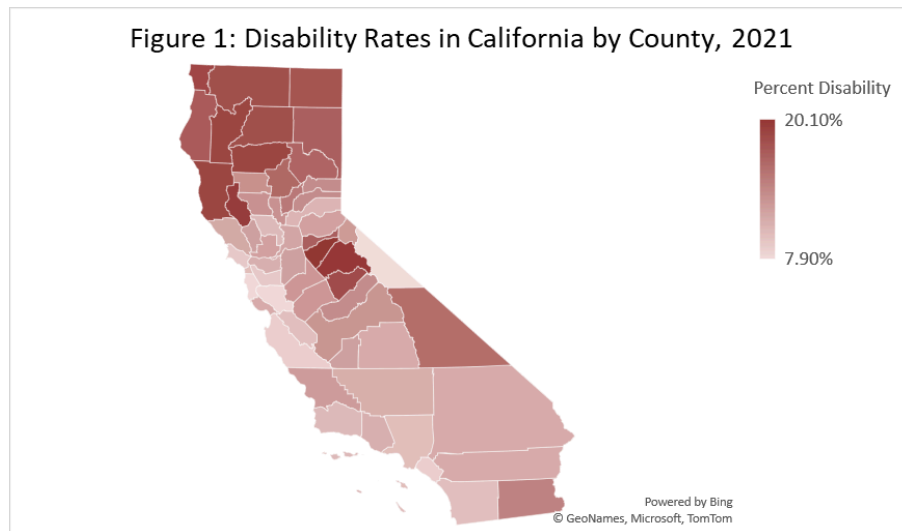 Figure 1: Disability Rates in California by County, 2021
Percent Disability
20.10%
7.90%
Powered by Bing
© GeoNames, Microsoft, TomTom